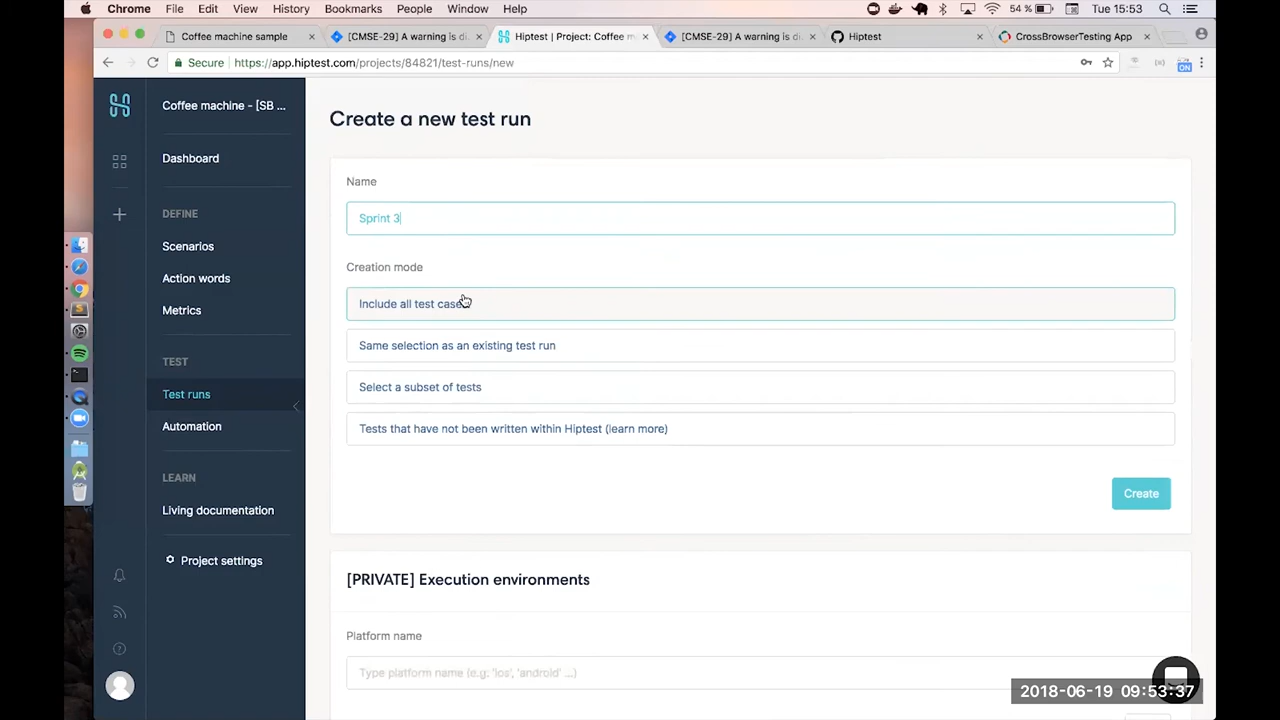 Chrome File Edit View History Bookmarks People Window Help 54 % Tue 15:53
Coffee machine sample × [CMSE-29] A warning is di × Hiptest | Project: Coffee m × [CMSE-29] A warning is di × Hiptest × CrossBrowserTesting App ×
Secure https://app.hiptest.com/projects/84821/test-runs/new ON
Coffee machine - [SB ...
Dashboard
DEFINE
Scenarios
Action words
Metrics
TEST
Test runs
Automation
LEARN
Living documentation
Project settings
Create a new test run
Name
Sprint 3
Creation mode
Include all test cases
Same selection as an existing test run
Select a subset of tests
Tests that have not been written within Hiptest (learn more)
Create
[PRIVATE] Execution environments
Platform name
Type platform name (e.g: 'ios', 'android' ...)
2018-06-19 09:53:37